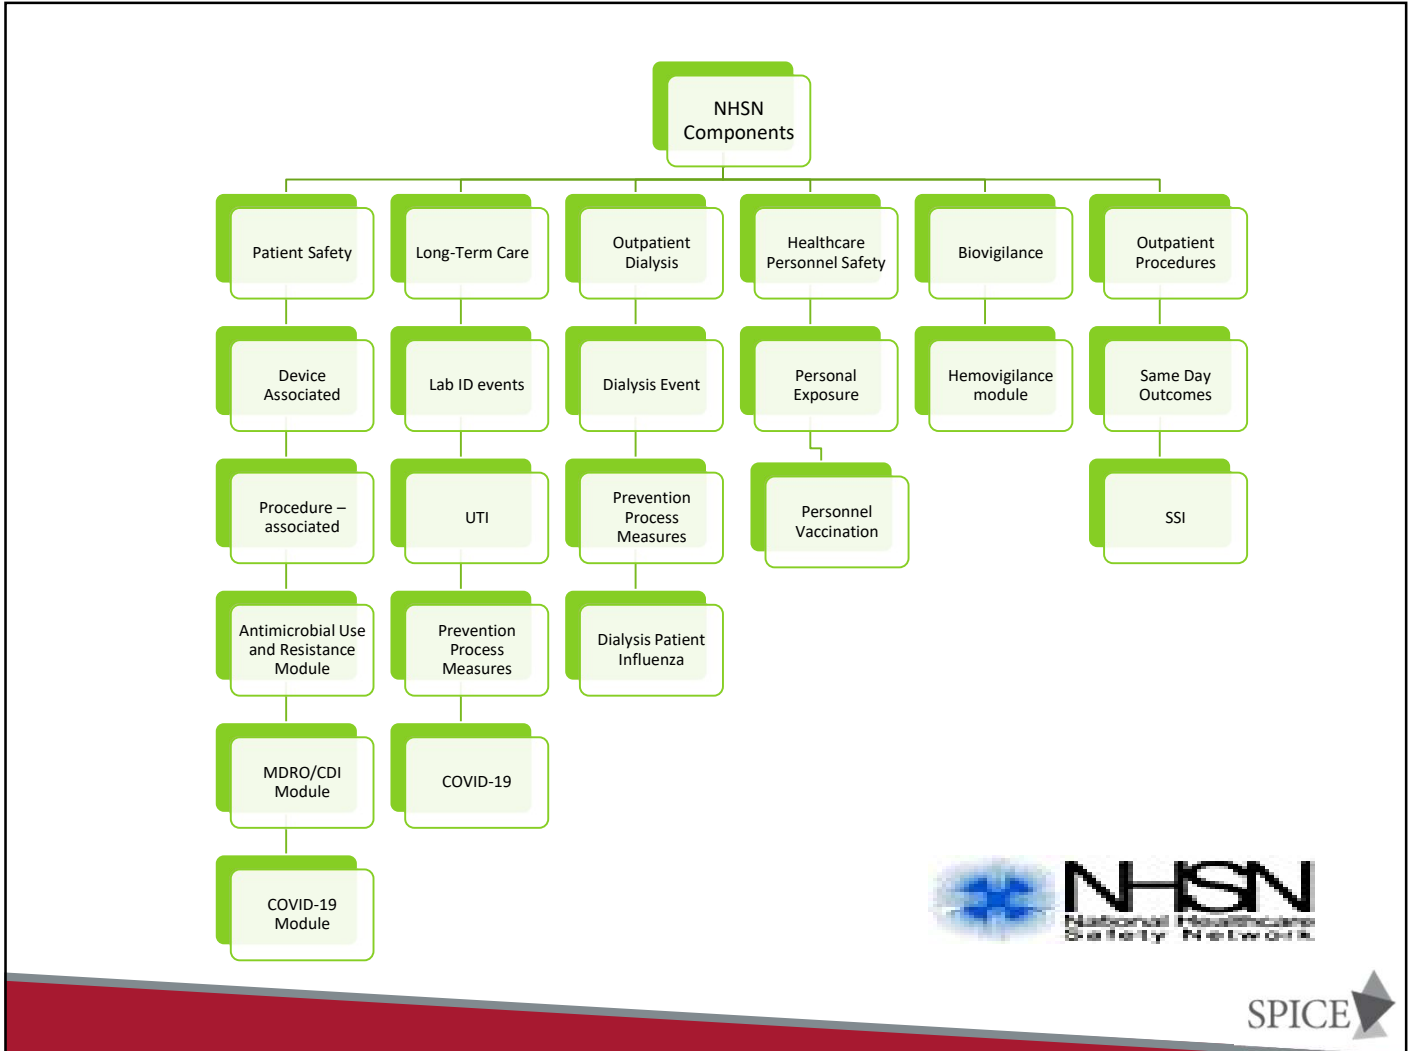 NHSN
Components
Patient Safety
Long-Term Care
Outpatient
Dialysis
Healthcare
Personnel Safety
Biovigilance
Outpatient
Procedures
Device
Associated
Lab ID events
Dialysis Event
Personal
Exposure
Hemovigilance
module
Same Day
Outcomes
Procedure –
associated
UTI
Prevention
Process
Measures
Personnel
Vaccination
SSI
Antimicrobial Use
and Resistance
Module
Prevention
Process
Measures
Dialysis Patient
Influenza
MDRO/CDI
Module
COVID-19
COVID-19
Module
NHSN
National Healthcare
Safety Network
SPICE